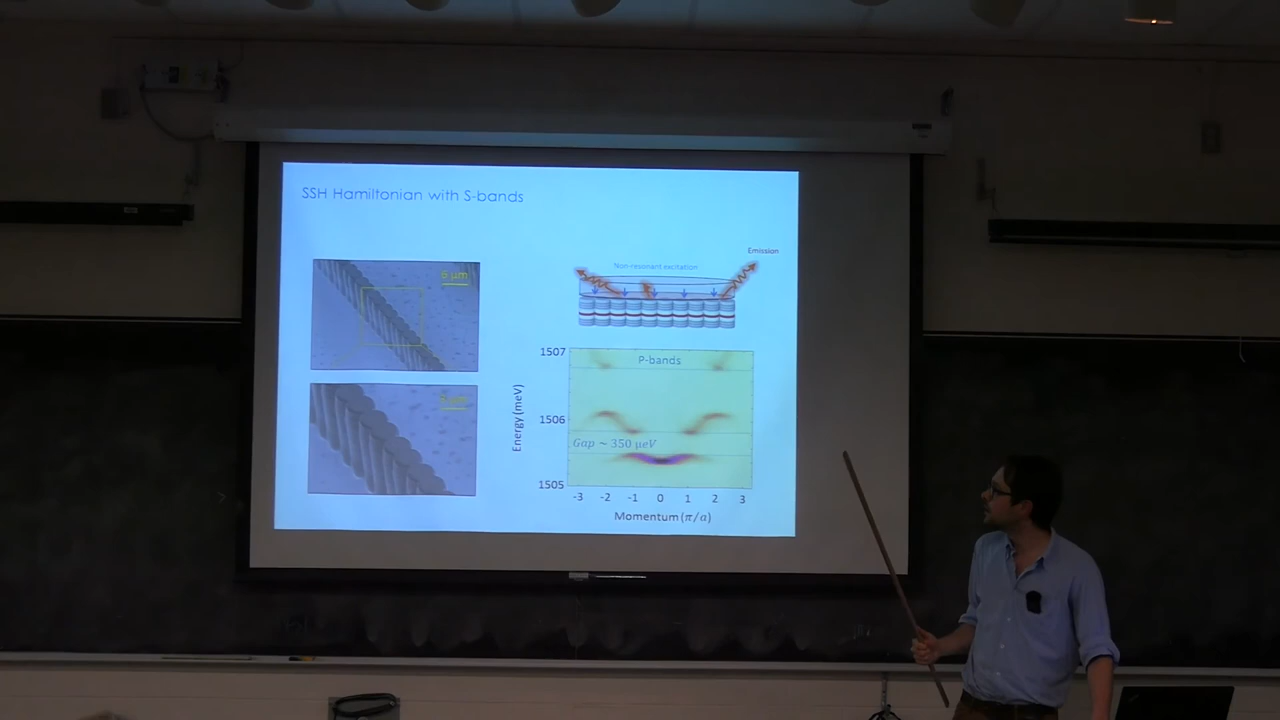 SSH Hamiltonian with S-bands
6 μm
Emission
Non-resonant excitation
1507
P-bands
1506
Gap ~ 350 μeV
1505
Energy (meV)
-3 -2 -1 0 1 2 3
Momentum (π/a)